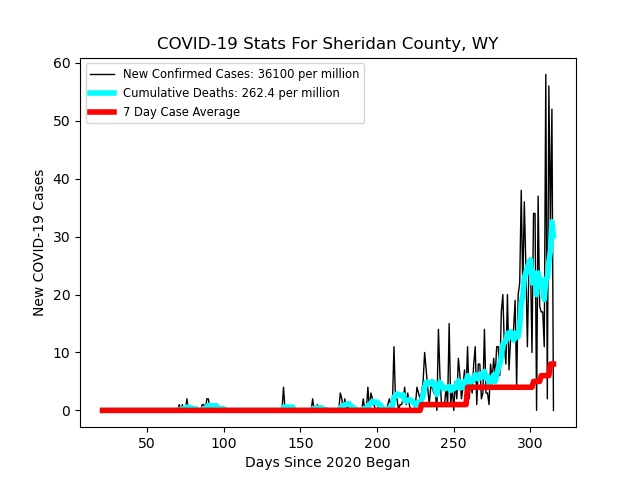 COVID-19 Stats For Sheridan County, WY
New Confirmed Cases: 36100 per million
Cumulative Deaths: 262.4 per million
7 Day Case Average
New COVID-19 Cases
60
50
40
30
20
10
0
50 100 150 200 250 300
Days Since 2020 Began